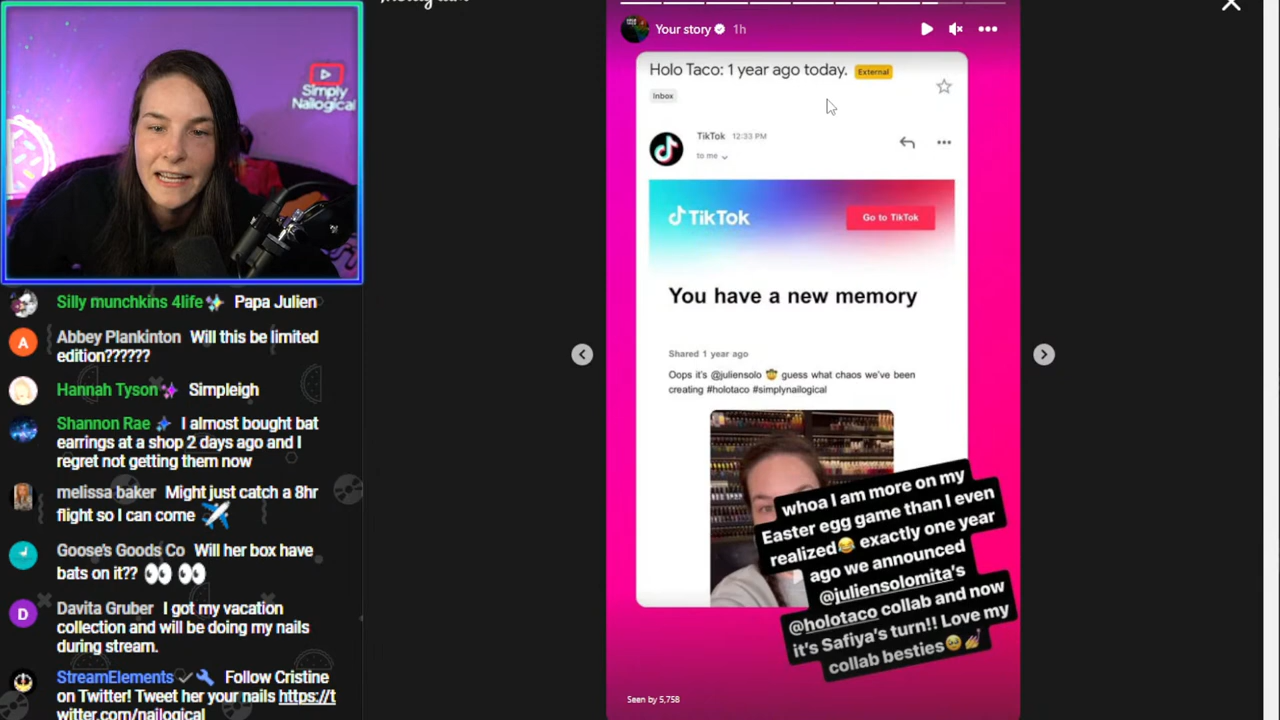 Simply
Nailogical
Silly munchkins 4life✨ Papa Julien
A
Abbey Plankinton Will this be limited
edition??????
Hannah Tyson Simpleigh
Shannon Rae I almost bought bat
earrings at a shop 2 days ago and I
regret not getting them now
melissa baker Might just catch a 8hr
flight so I can come ✈️
Goose's Goods Co Will her box have
bats on it?? 👀 👀
D
Davita Gruber I got my vacation
collection and will be doing my nails
during stream.
StreamElements Follow Cristine
on Twitter! Tweet her your nails https://t
witter.com/nailogical
Your story 1h
Holo Taco: 1 year ago today. External
Inbox
TikTok 12:33 PM
to me
TikTok
Go to TikTok
You have a new memory
Shared 1 year ago
Oops it's @juliensolo 🤠 guess what chaos we've been
creating #holotaco #simplynailogical
whoa I am more on my
Easter egg game than I even
realized😂 exactly one year
ago we announced
@juliensolomita's
@holotaco collab and now
it's Safiya's turn!! Love my
collab besties🥹💅
Seen by 5,758